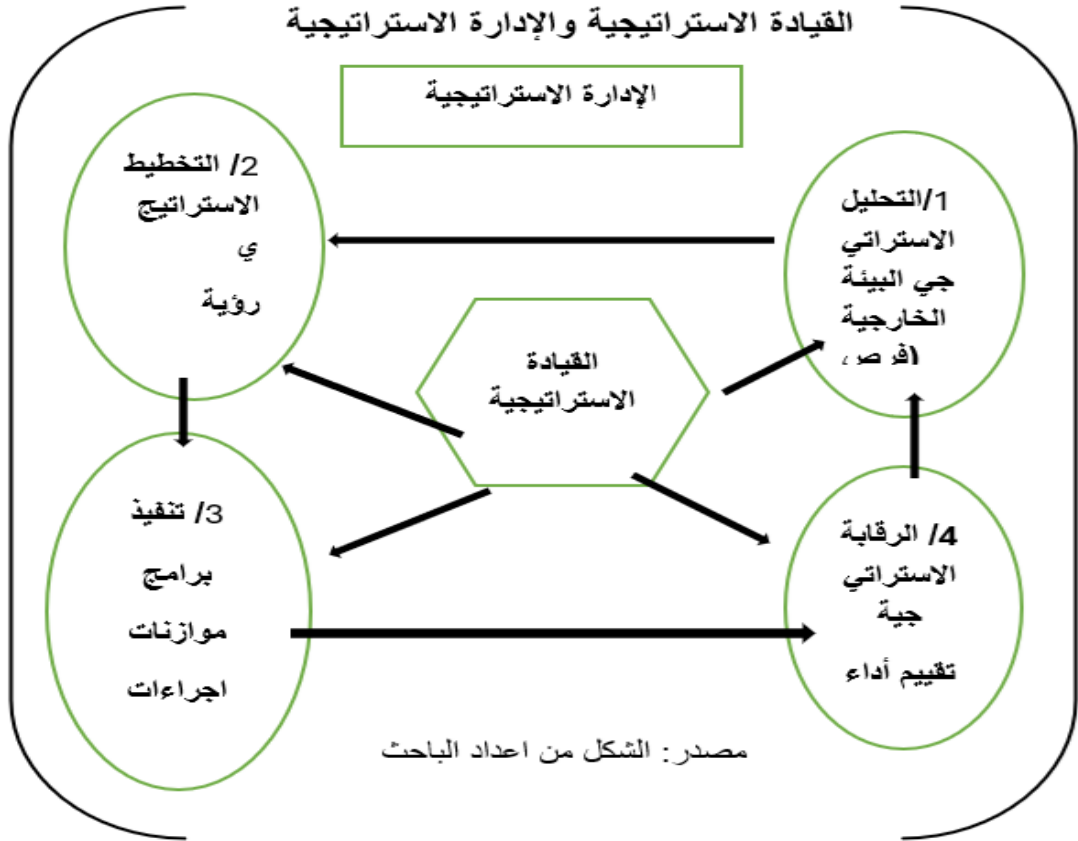 القيادة الاستراتيجية والإدارة الاستراتيجية
الإدارة الاستراتيجية
1/التحليل
الاستراتي
جي البيئة
الخارجية
(فرص،
2/ التخطيط
الاستراتيج
ي
رؤية
القيادة
الاستراتيجية
3/ تنفيذ
برامج
موازنات
اجراءات
4/ الرقابة
الاستراتي
جية
تقييم أداء
مصدر: الشكل من اعداد الباحث